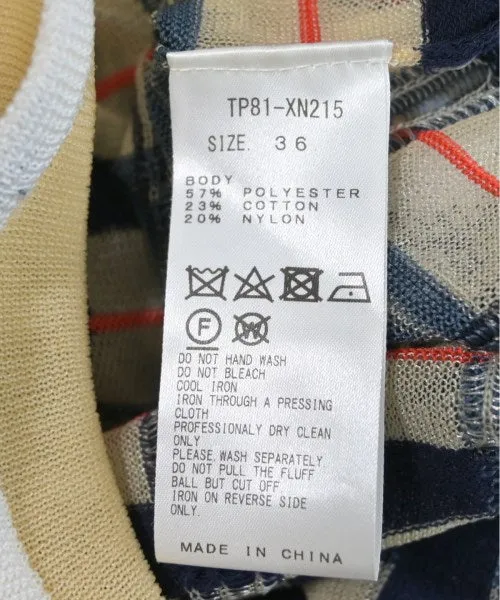 TP81-XN215
SIZE. 36
BODY
57% POLYESTER
23% COTTON
20% NYLON
F W
DO NOT HAND WASH
DO NOT BLEACH
COOL IRON
IRON THROUGH A PRESSING
CLOTH
PROFESSIONALY DRY CLEAN
ONLY
PLEASE WASH SEPARATELY
DO NOT PULL THE FLUFF
BALL BUT CUT OFF.
IRON ON REVERSE SIDE
ONLY.
MADE IN CHINA